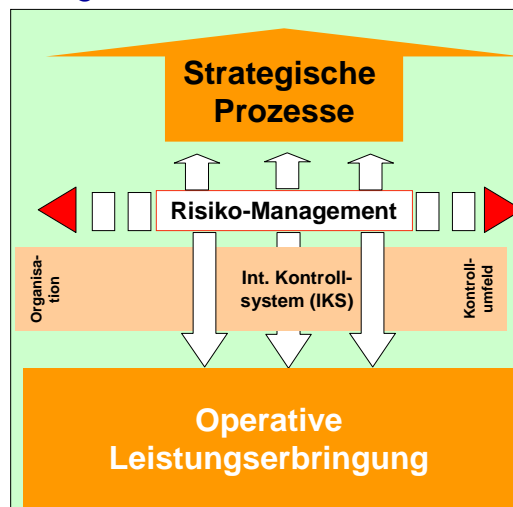 Strategische
Prozesse
Risiko-Management
Organisa-
tion
Int. Kontroll-
system (IKS)
Kontroll-
umfeld
Operative
Leistungserbringung